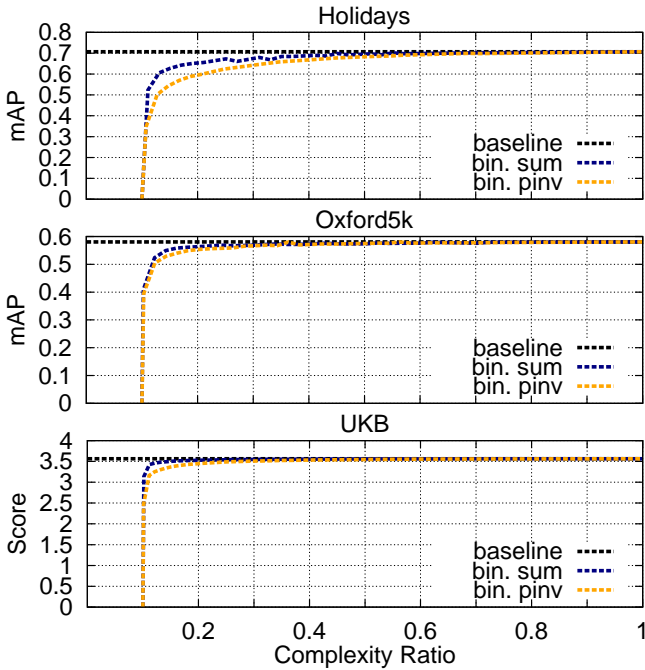 Holidays
mAP
0.8
0.7
0.6
0.5
0.4
0.3
0.2
0.1
0
baseline
bin. sum
bin. pinv
Oxford5k
mAP
0.6
0.5
0.4
0.3
0.2
0.1
0
baseline
bin. sum
bin. pinv
UKB
Score
4
3.5
3
2.5
2
1.5
1
0.5
0
baseline
bin. sum
bin. pinv
0.2 0.4 0.6 0.8 1
Complexity Ratio